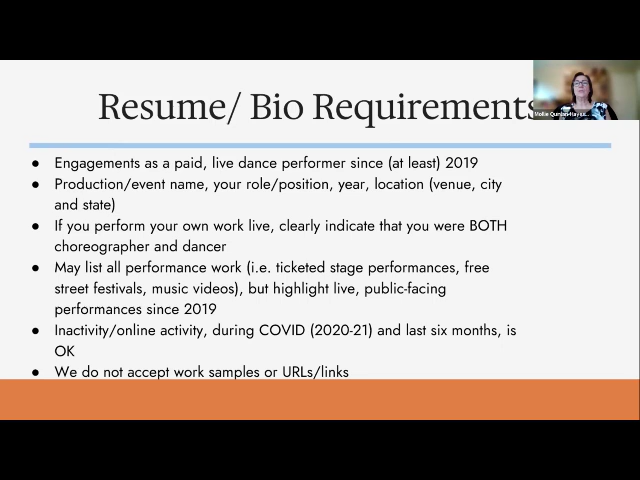 Resume/ Bio Requirements
Mollie Quinlan-Hayes
● Engagements as a paid, live dance performer since (at least) 2019
● Production/event name, your role/position, year, location (venue, city
and state)
● If you perform your own work live, clearly indicate that you were BOTH
choreographer and dancer
● May list all performance work (i.e. ticketed stage performances, free
street festivals, music videos), but highlight live, public-facing
performances since 2019
● Inactivity/online activity, during COVID (2020-21) and last six months, is
OK
● We do not accept work samples or URLs/links